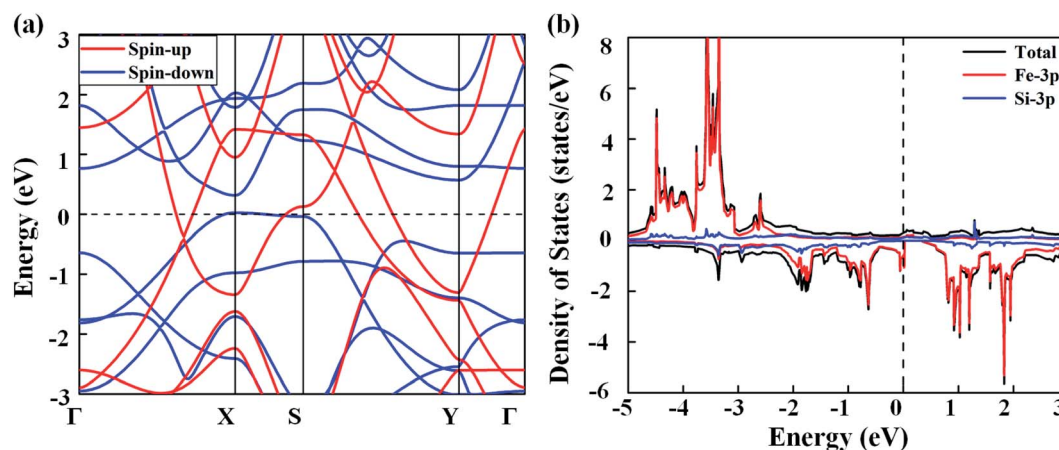 (a)
Energy (eV)
3
2
1
0
-1
-2
-3
Spin-up
Spin-down
Γ X S Y Γ
(b)
Density of States (states/eV)
8
6
4
2
0
-2
-4
-6
Total
Fe-3p
Si-3p
-5 -4 -3 -2 -1 0 1 2 3
Energy (eV)